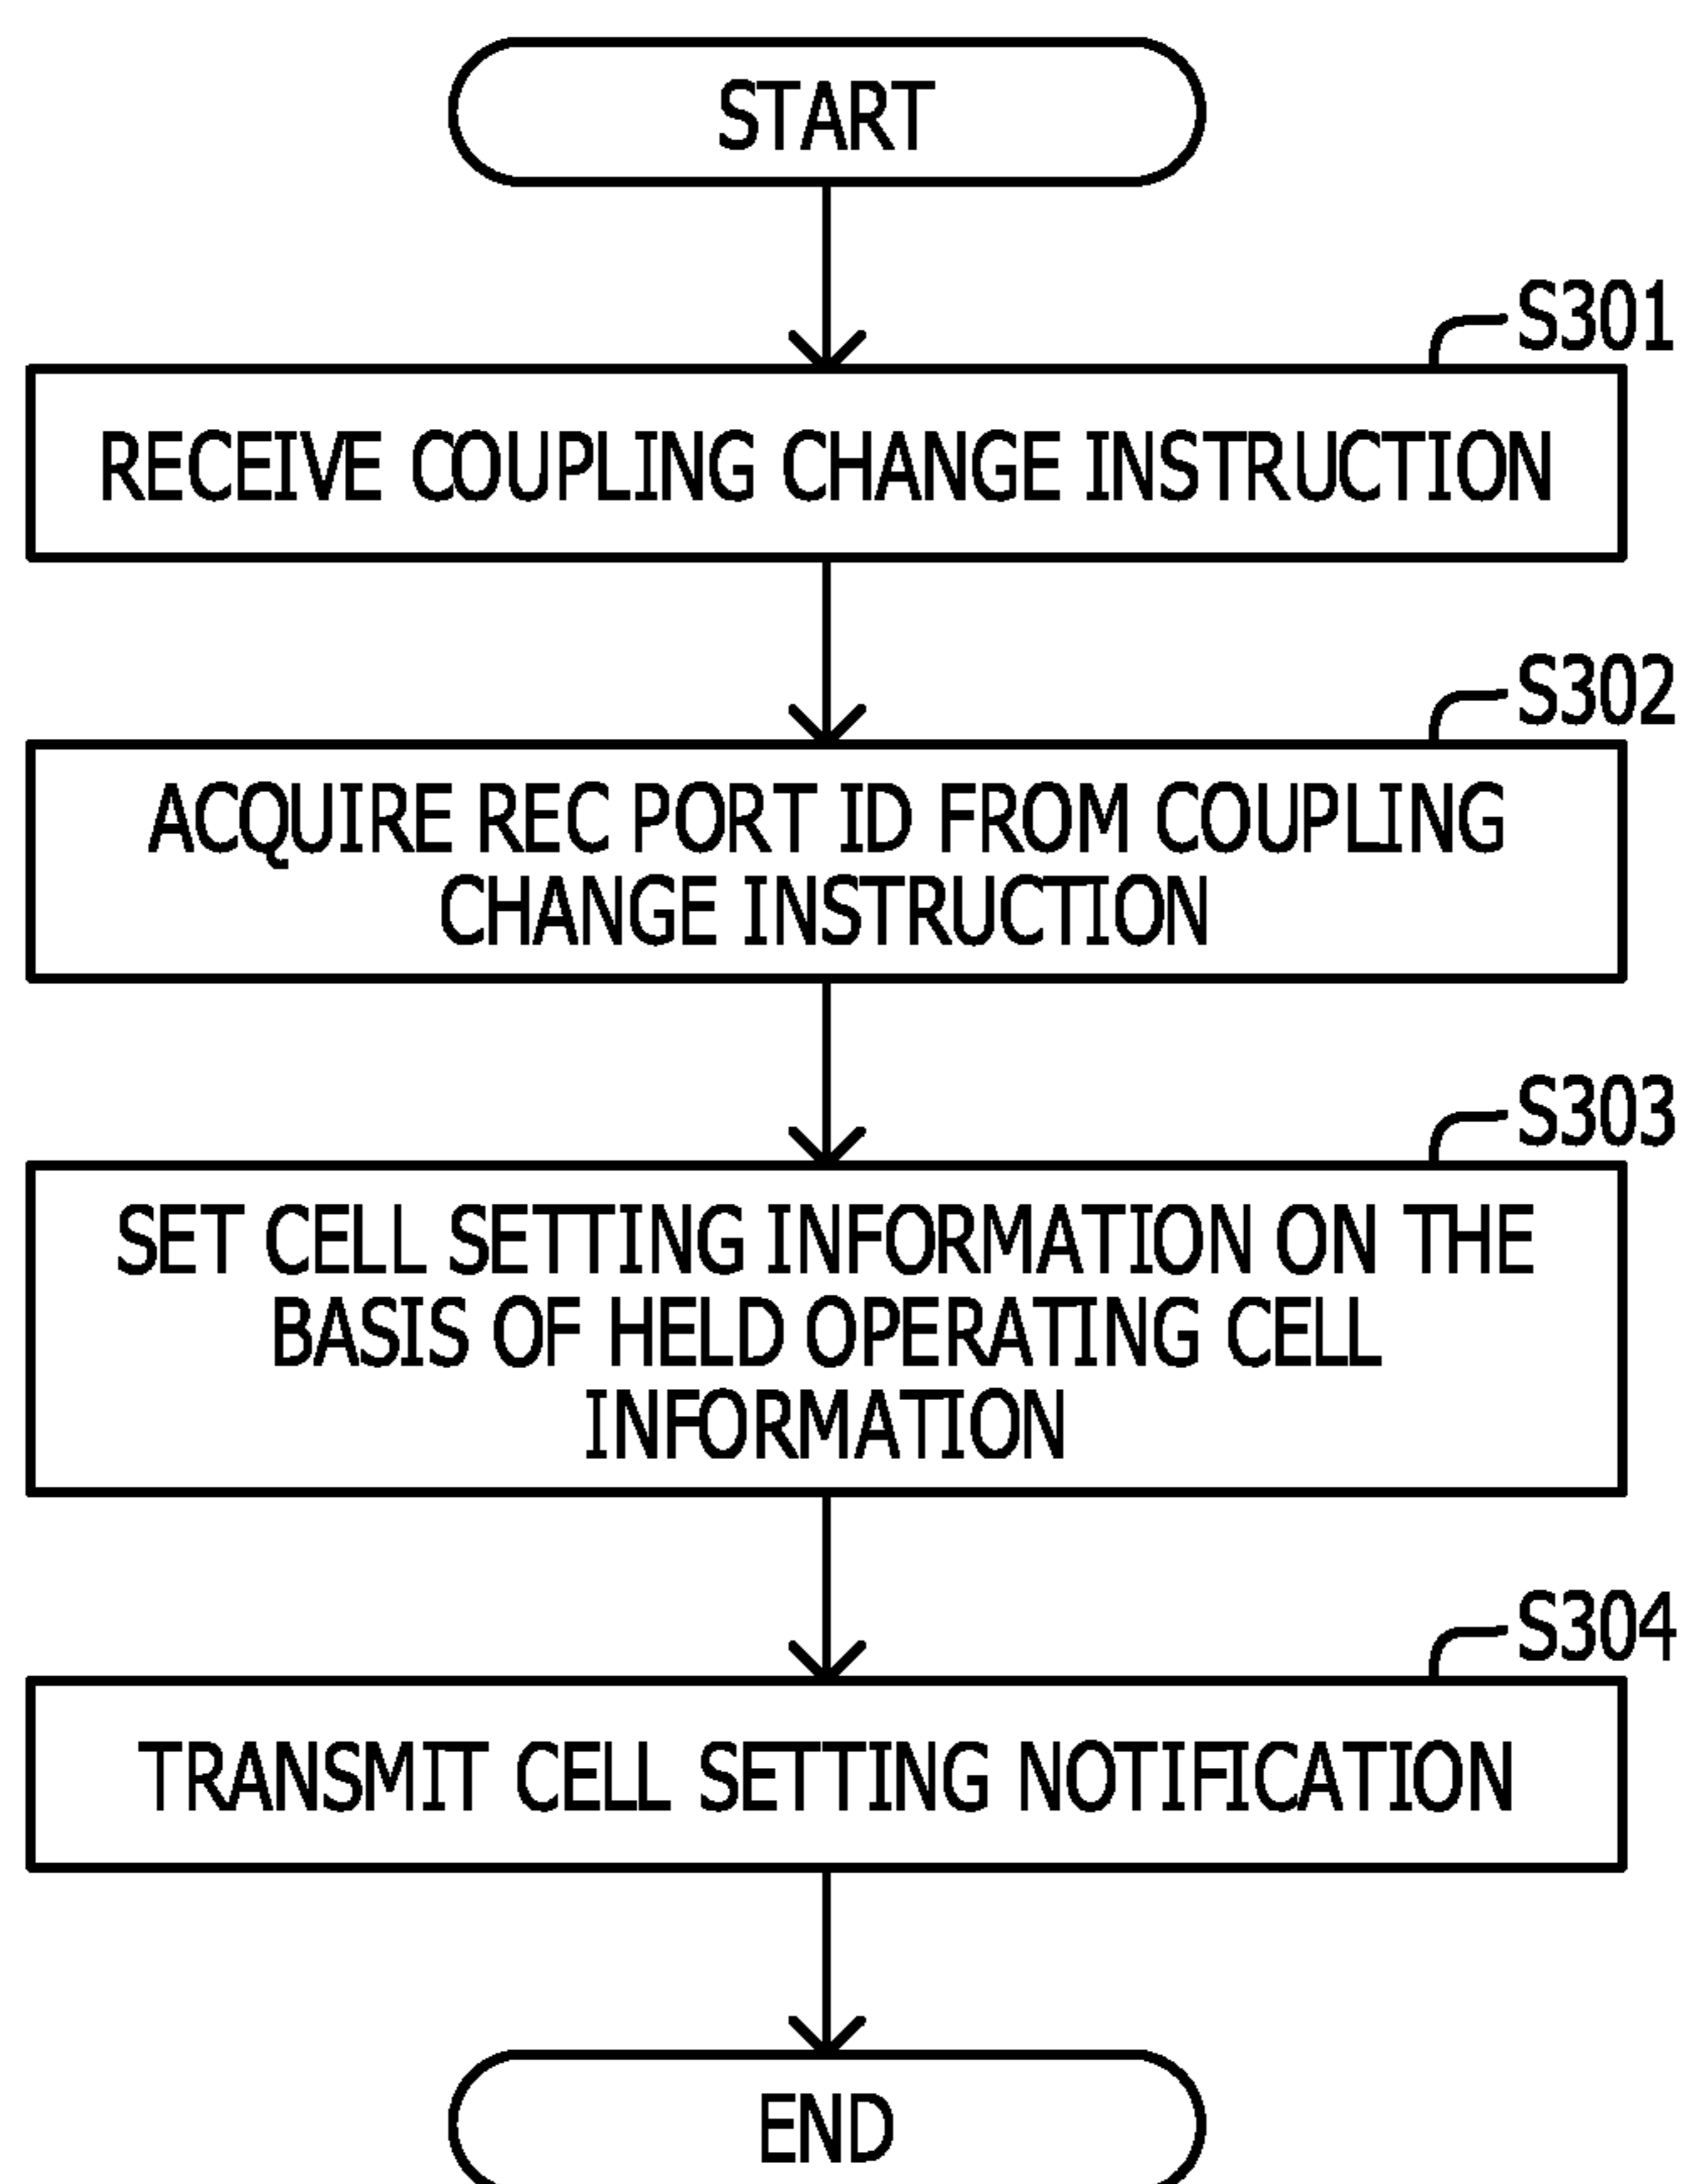 START
S301
RECEIVE COUPLING CHANGE INSTRUCTION
S302
ACQUIRE REC PORT ID FROM COUPLING
CHANGE INSTRUCTION
S303
SET CELL SETTING INFORMATION ON THE
BASIS OF HELD OPERATING CELL
INFORMATION
S304
TRANSMIT CELL SETTING NOTIFICATION
END